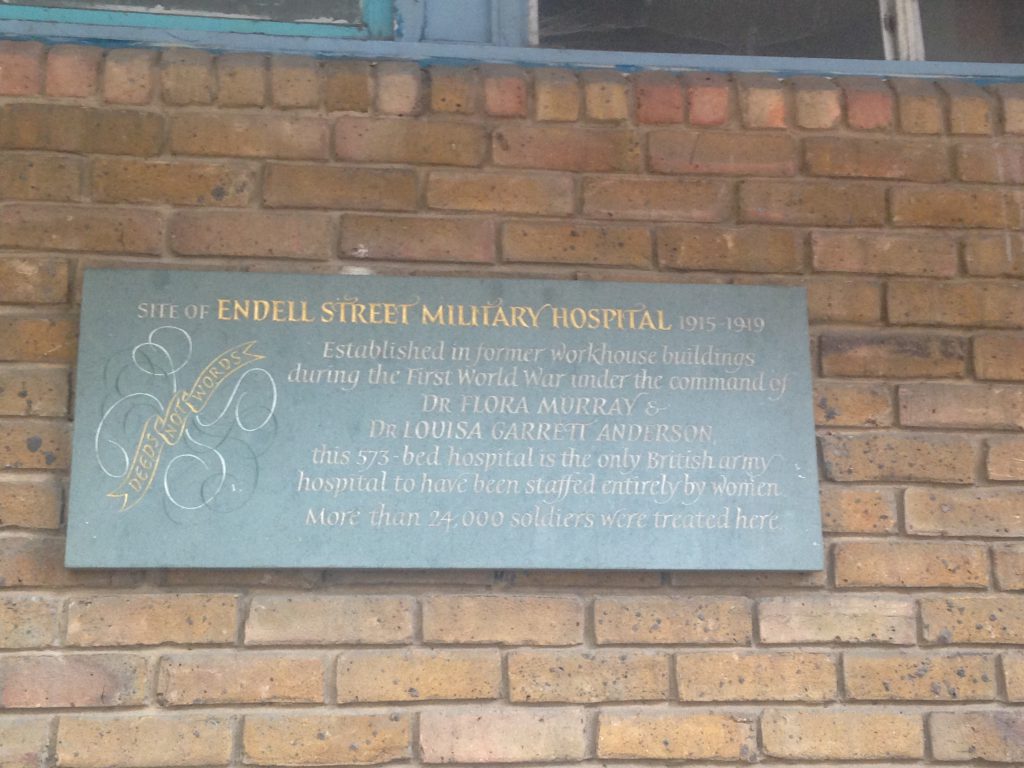 SITE OF ENDELL STREET MILITARY HOSPITAL 1915-1919
Established in former workhouse buildings
during the First World War under the command of
DR FLORA MURRAY &
DR LOUISA GARRETT ANDERSON,
this 573-bed hospital is the only British army
hospital to have been staffed entirely by women.
More than 24,000 soldiers were treated here.
DEEDS NOT WORDS